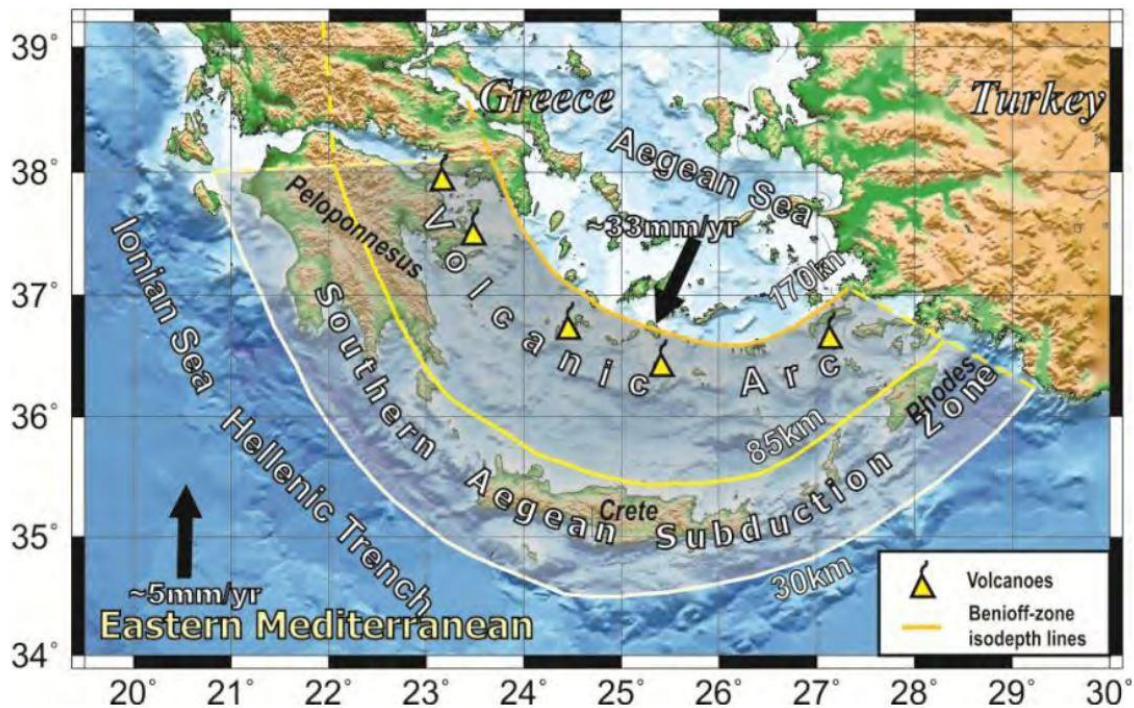 39°
38°
37°
36°
35°
34°
20° 21° 22° 23° 24° 25° 26° 27° 28° 29° 30°
Greece
Turkey
Aegean Sea
~33mm/yr
170km
Peloponnesus
Volcanic Arc
Ionian Sea
Hellenic Trench
Southern Aegean Subduction Zone
Rhodes
85km
Crete
30km
~5mm/yr
Eastern Mediterranean
Volcanoes
Benioff-zone
isodepth lines